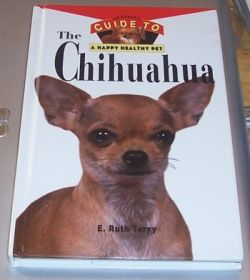 GUIDE TO
A HAPPY HEALTHY PET
The
Chihuahua
E. Ruth Terry